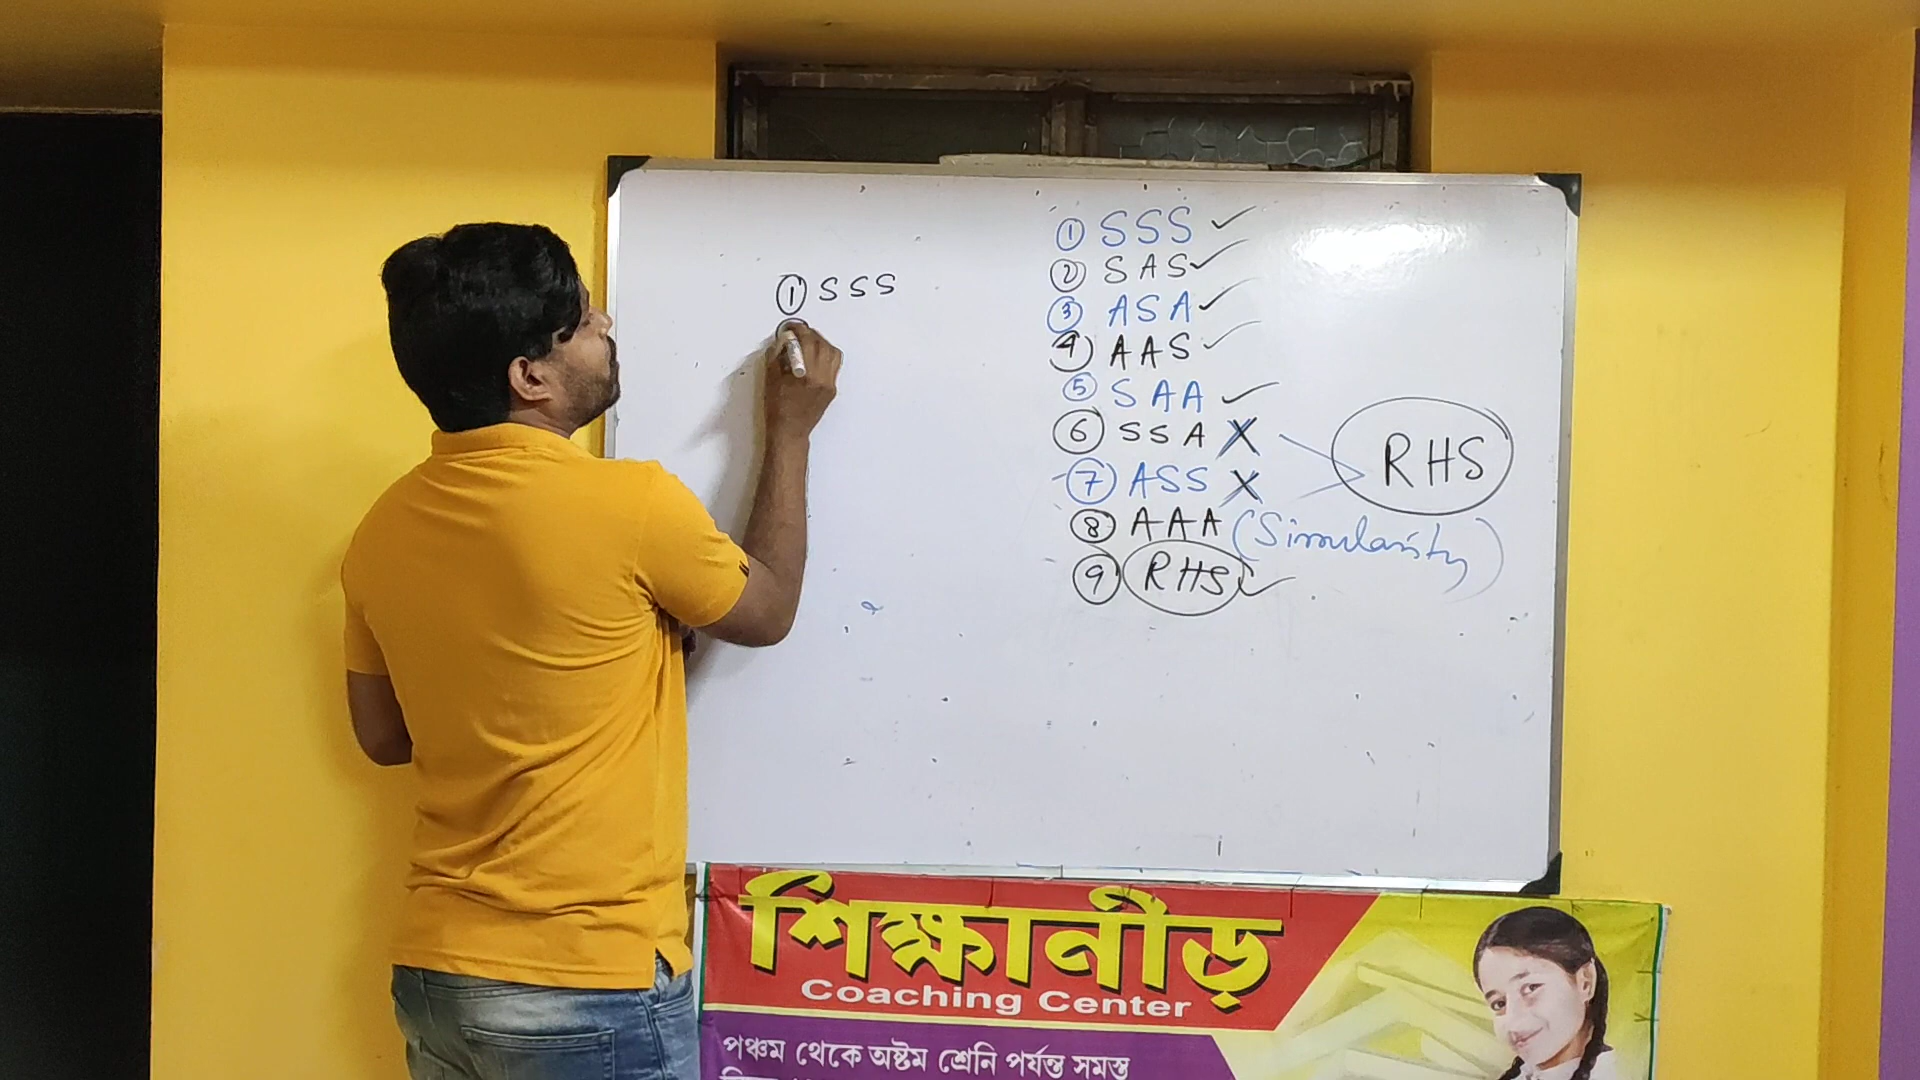 ① SSS
① SSS ✓
② SAS ✓
③ ASA ✓
④ AAS ✓
⑤ SAA ✓
⑥ SSA X
⑦ ASS X
RHS
⑧ AAA (Similarity)
⑨ RHS ✓
শিক্ষানীড়
Coaching Center
পঞ্চম থেকে অষ্টম শ্রেনি পর্যন্ত সমস্ত